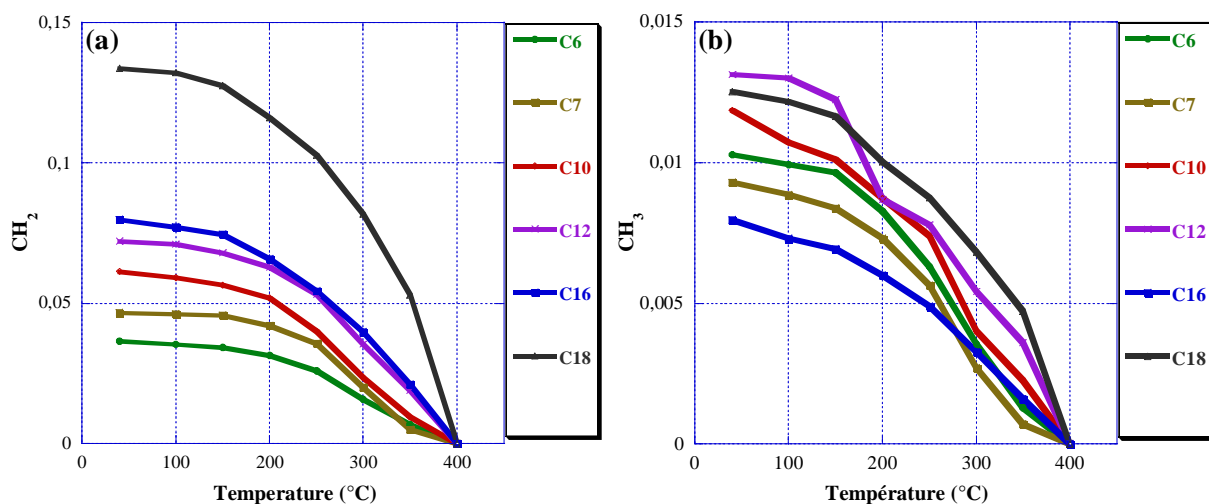 (a)
CH2
0,15
0,1
0,05
0
0
100
200
300
400
Temperature (°C)
C6
C7
C10
C12
C16
C18
(b)
CH3
0,015
0,01
0,005
0
0
100
200
300
400
Température (°C)
C6
C7
C10
C12
C16
C18